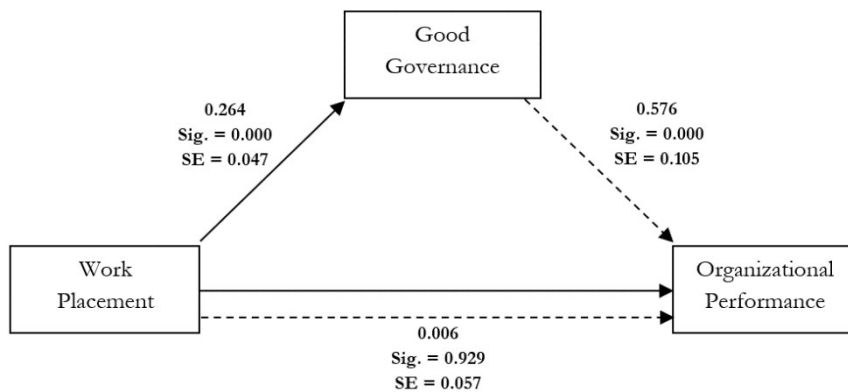 Good
Governance
0.264
Sig. = 0.000
SE = 0.047
0.576
Sig. = 0.000
SE = 0.105
Work
Placement
Organizational
Performance
0.006
Sig. = 0.929
SE = 0.057